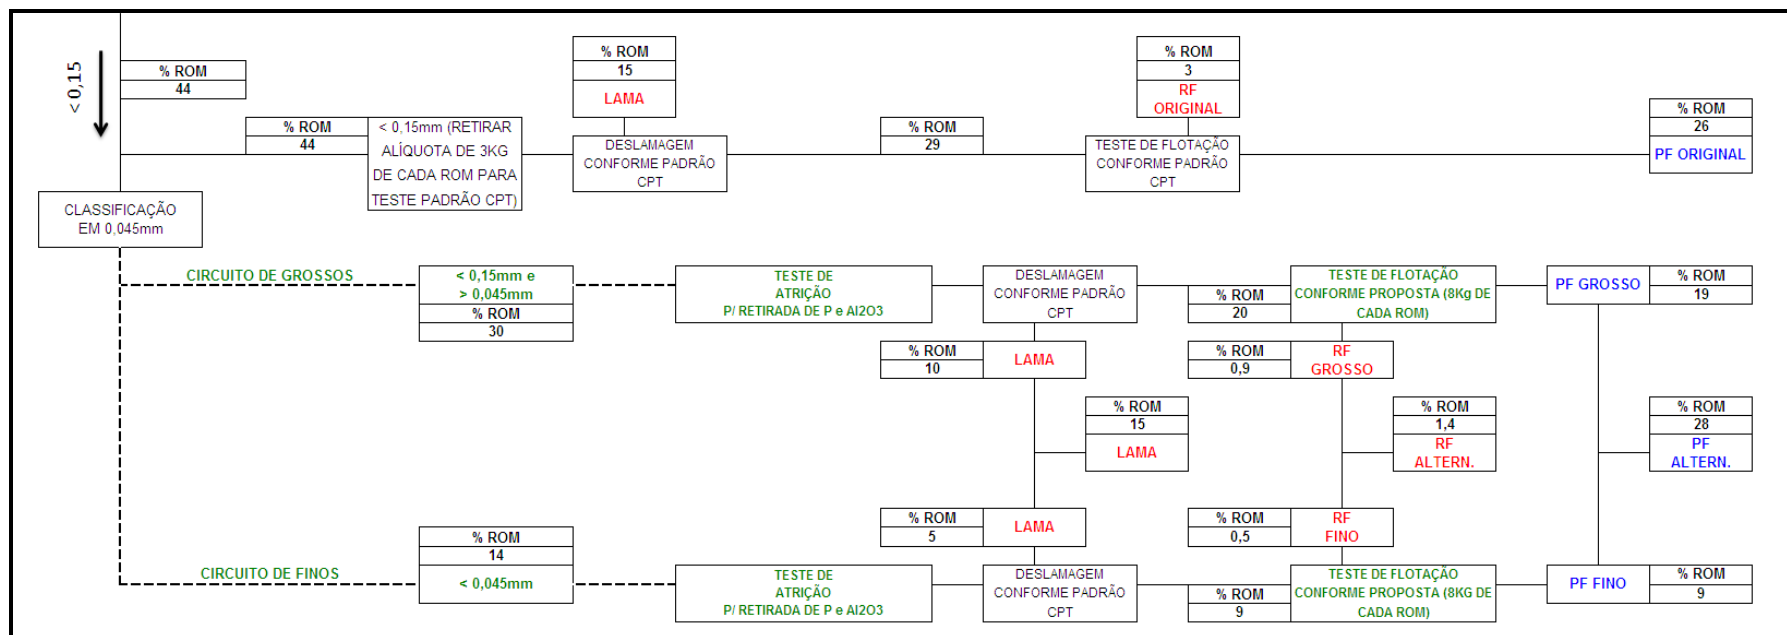 < 0,15
% ROM
44
% ROM
44
< 0,15mm (RETIRAR
ALÍQUOTA DE 3KG
DE CADA ROM PARA
TESTE PADRÃO CPT)
% ROM
15
LAMA
DESLAMAGEM
CONFORME PADRÃO
CPT
% ROM
29
% ROM
3
RF
ORIGINAL
TESTE DE FLOTAÇÃO
CONFORME PADRÃO
CPT
% ROM
26
PF ORIGINAL
CLASSIFICAÇÃO
EM 0,045mm
CIRCUITO DE GROSSOS
< 0,15mm e
> 0,045mm
% ROM
30
TESTE DE
ATRIÇÃO
P/ RETIRADA DE P e Al2O3
DESLAMAGEM
CONFORME PADRÃO
CPT
% ROM
20
TESTE DE FLOTAÇÃO
CONFORME PROPOSTA (8Kg DE
CADA ROM)
PF GROSSO
% ROM
19
% ROM
10
LAMA
% ROM
0,9
RF
GROSSO
% ROM
15
LAMA
% ROM
1,4
RF
ALTERN.
% ROM
28
PF
ALTERN.
% ROM
5
LAMA
% ROM
0,5
RF
FINO
CIRCUITO DE FINOS
% ROM
14
< 0,045mm
TESTE DE
ATRIÇÃO
P/ RETIRADA DE P e Al2O3
DESLAMAGEM
CONFORME PADRÃO
CPT
% ROM
9
TESTE DE FLOTAÇÃO
CONFORME PROPOSTA (8KG DE
CADA ROM)
PF FINO
% ROM
9